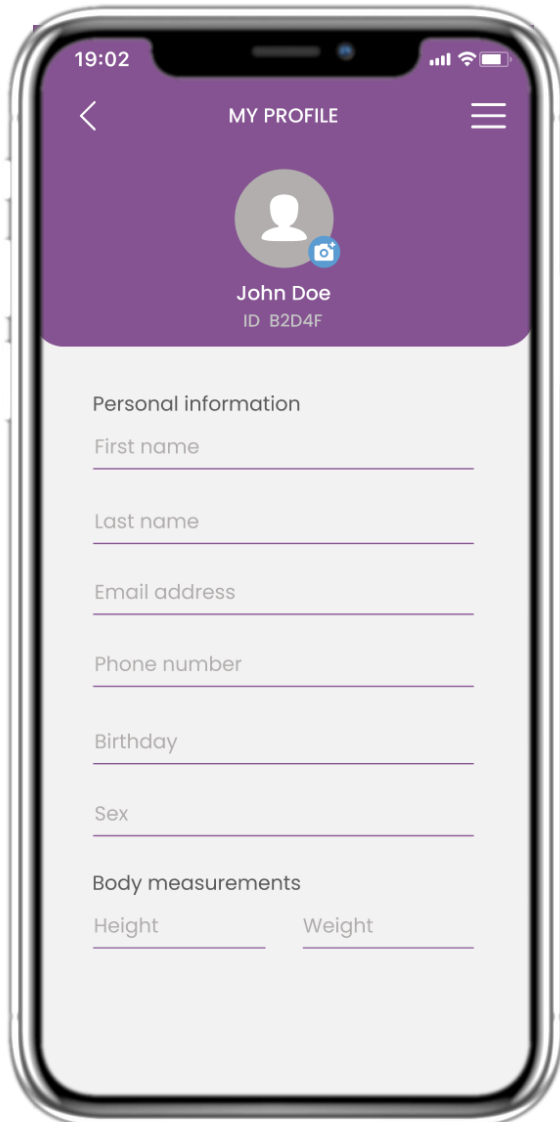 19:02
MY PROFILE
John Doe
ID B2D4F
Personal information
First name
Last name
Email address
Phone number
Birthday
Sex
Body measurements
Height Weight